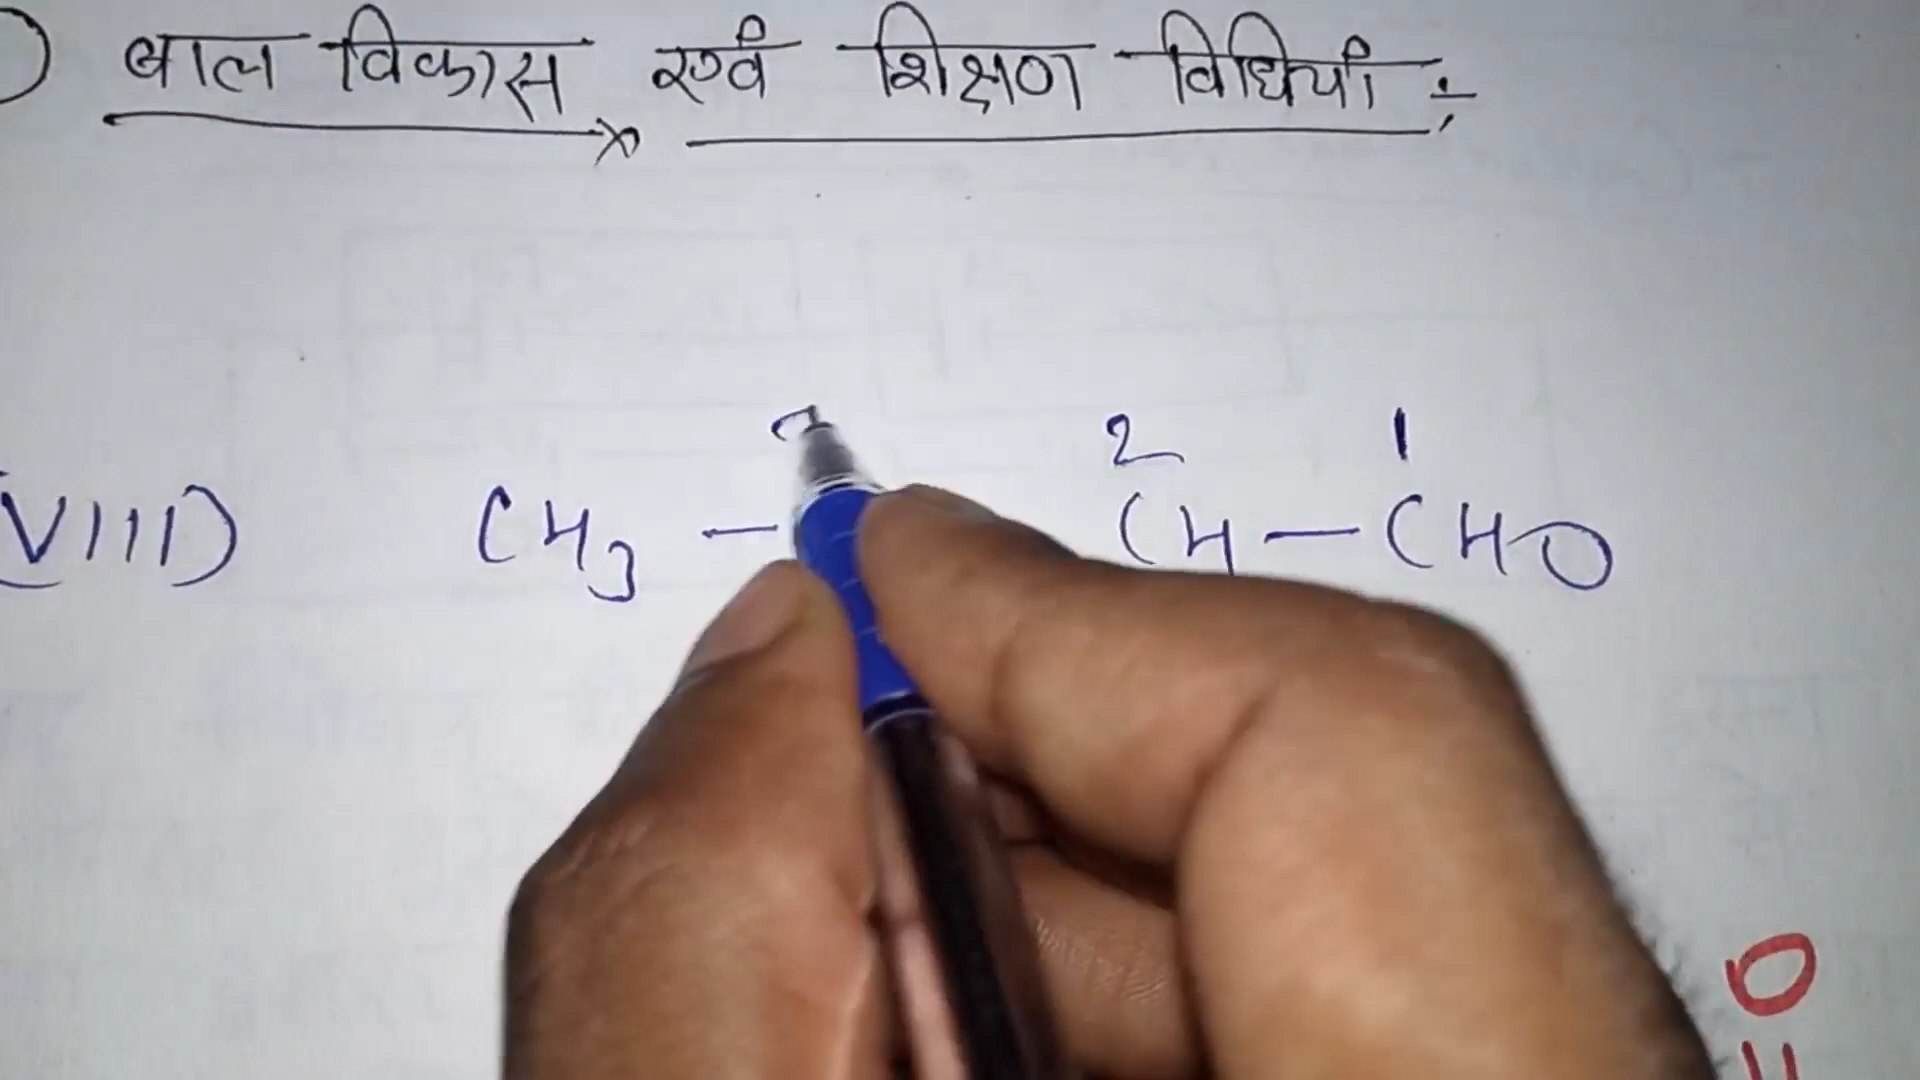 बाल विकास एवं शिक्षण विधियाँ :-
2 1
(VIII) CH3 - CH - CHO
O